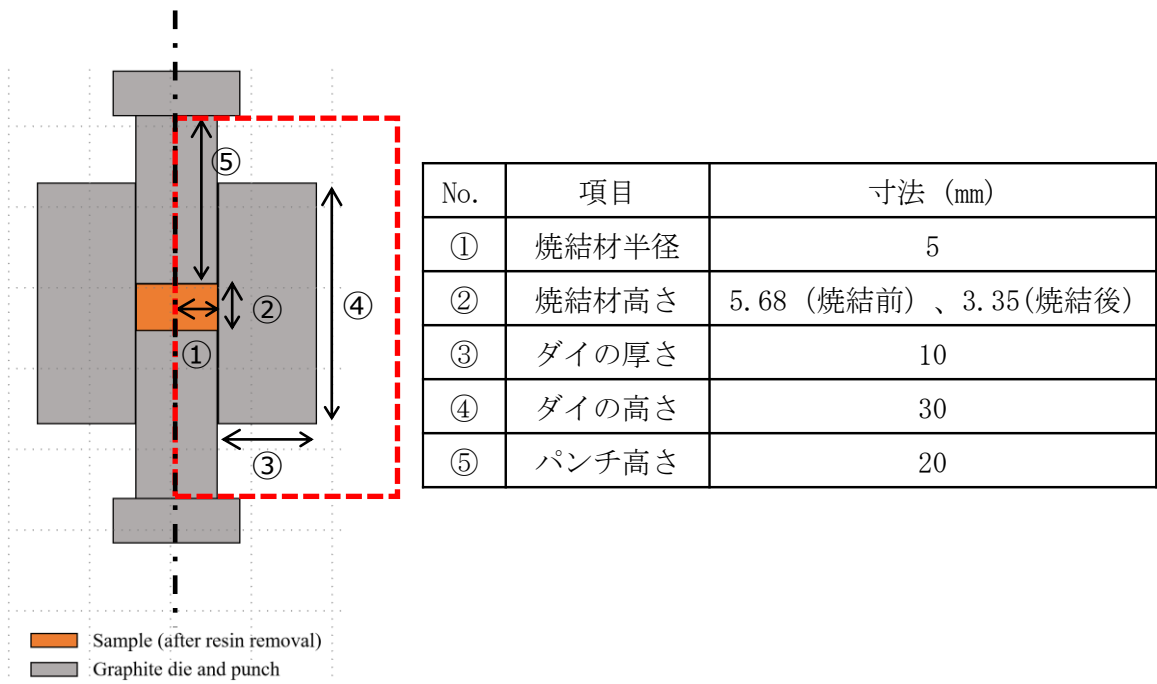 ⑤
②
④
①
③
Sample (after resin removal)
Graphite die and punch
No. 項目 寸法 (mm)
① 焼結材半径 5
② 焼結材高さ 5.68 (焼結前) 、3.35(焼結後)
③ ダイの厚さ 10
④ ダイの高さ 30
⑤ パンチ高さ 20